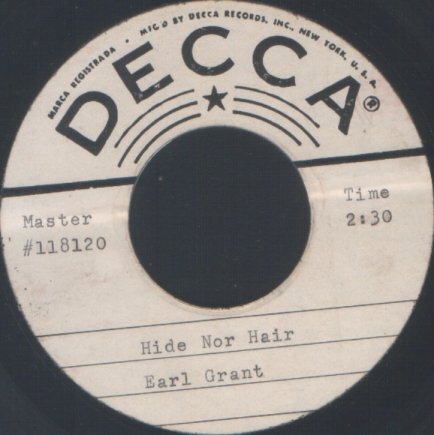 MARCA REGISTRADA • MFG'D BY DECCA RECORDS, INC., NEW YORK, U.S.A.
DECCA®
Master
#118120
Time
2:30
Hide Nor Hair
Earl Grant